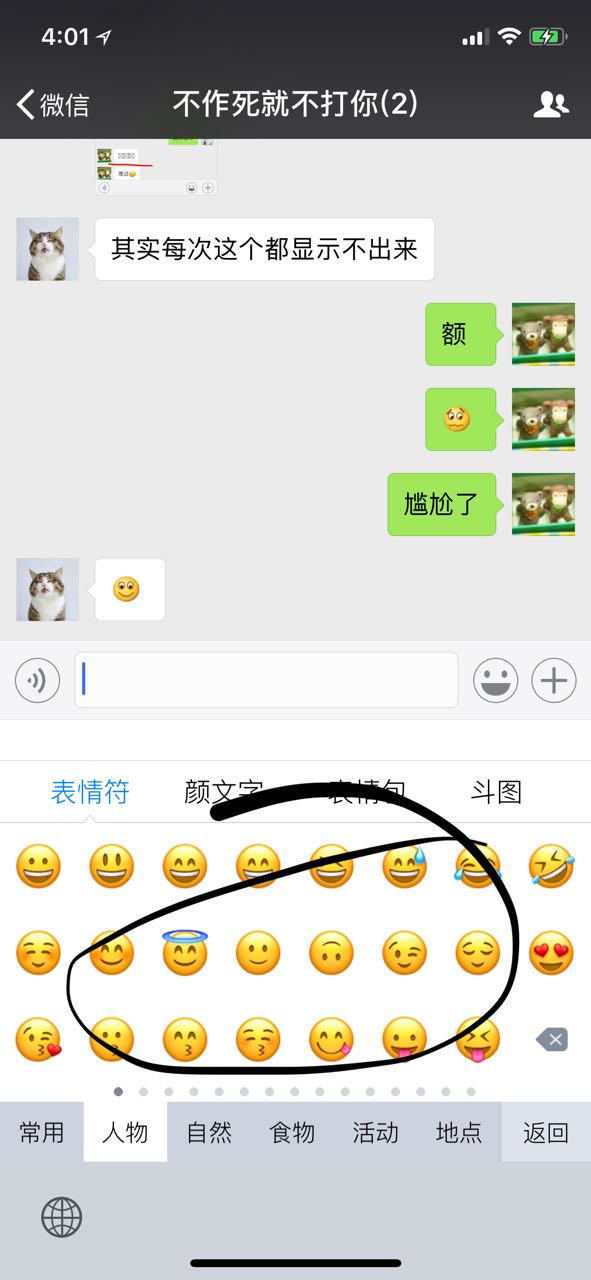 4:01
微信
不作死就不打你(2)
难过
其实每次这个都显示不出来
额
尴尬了
表情符 颜文字 表情包 斗图
常用 人物 自然 食物 活动 地点 返回